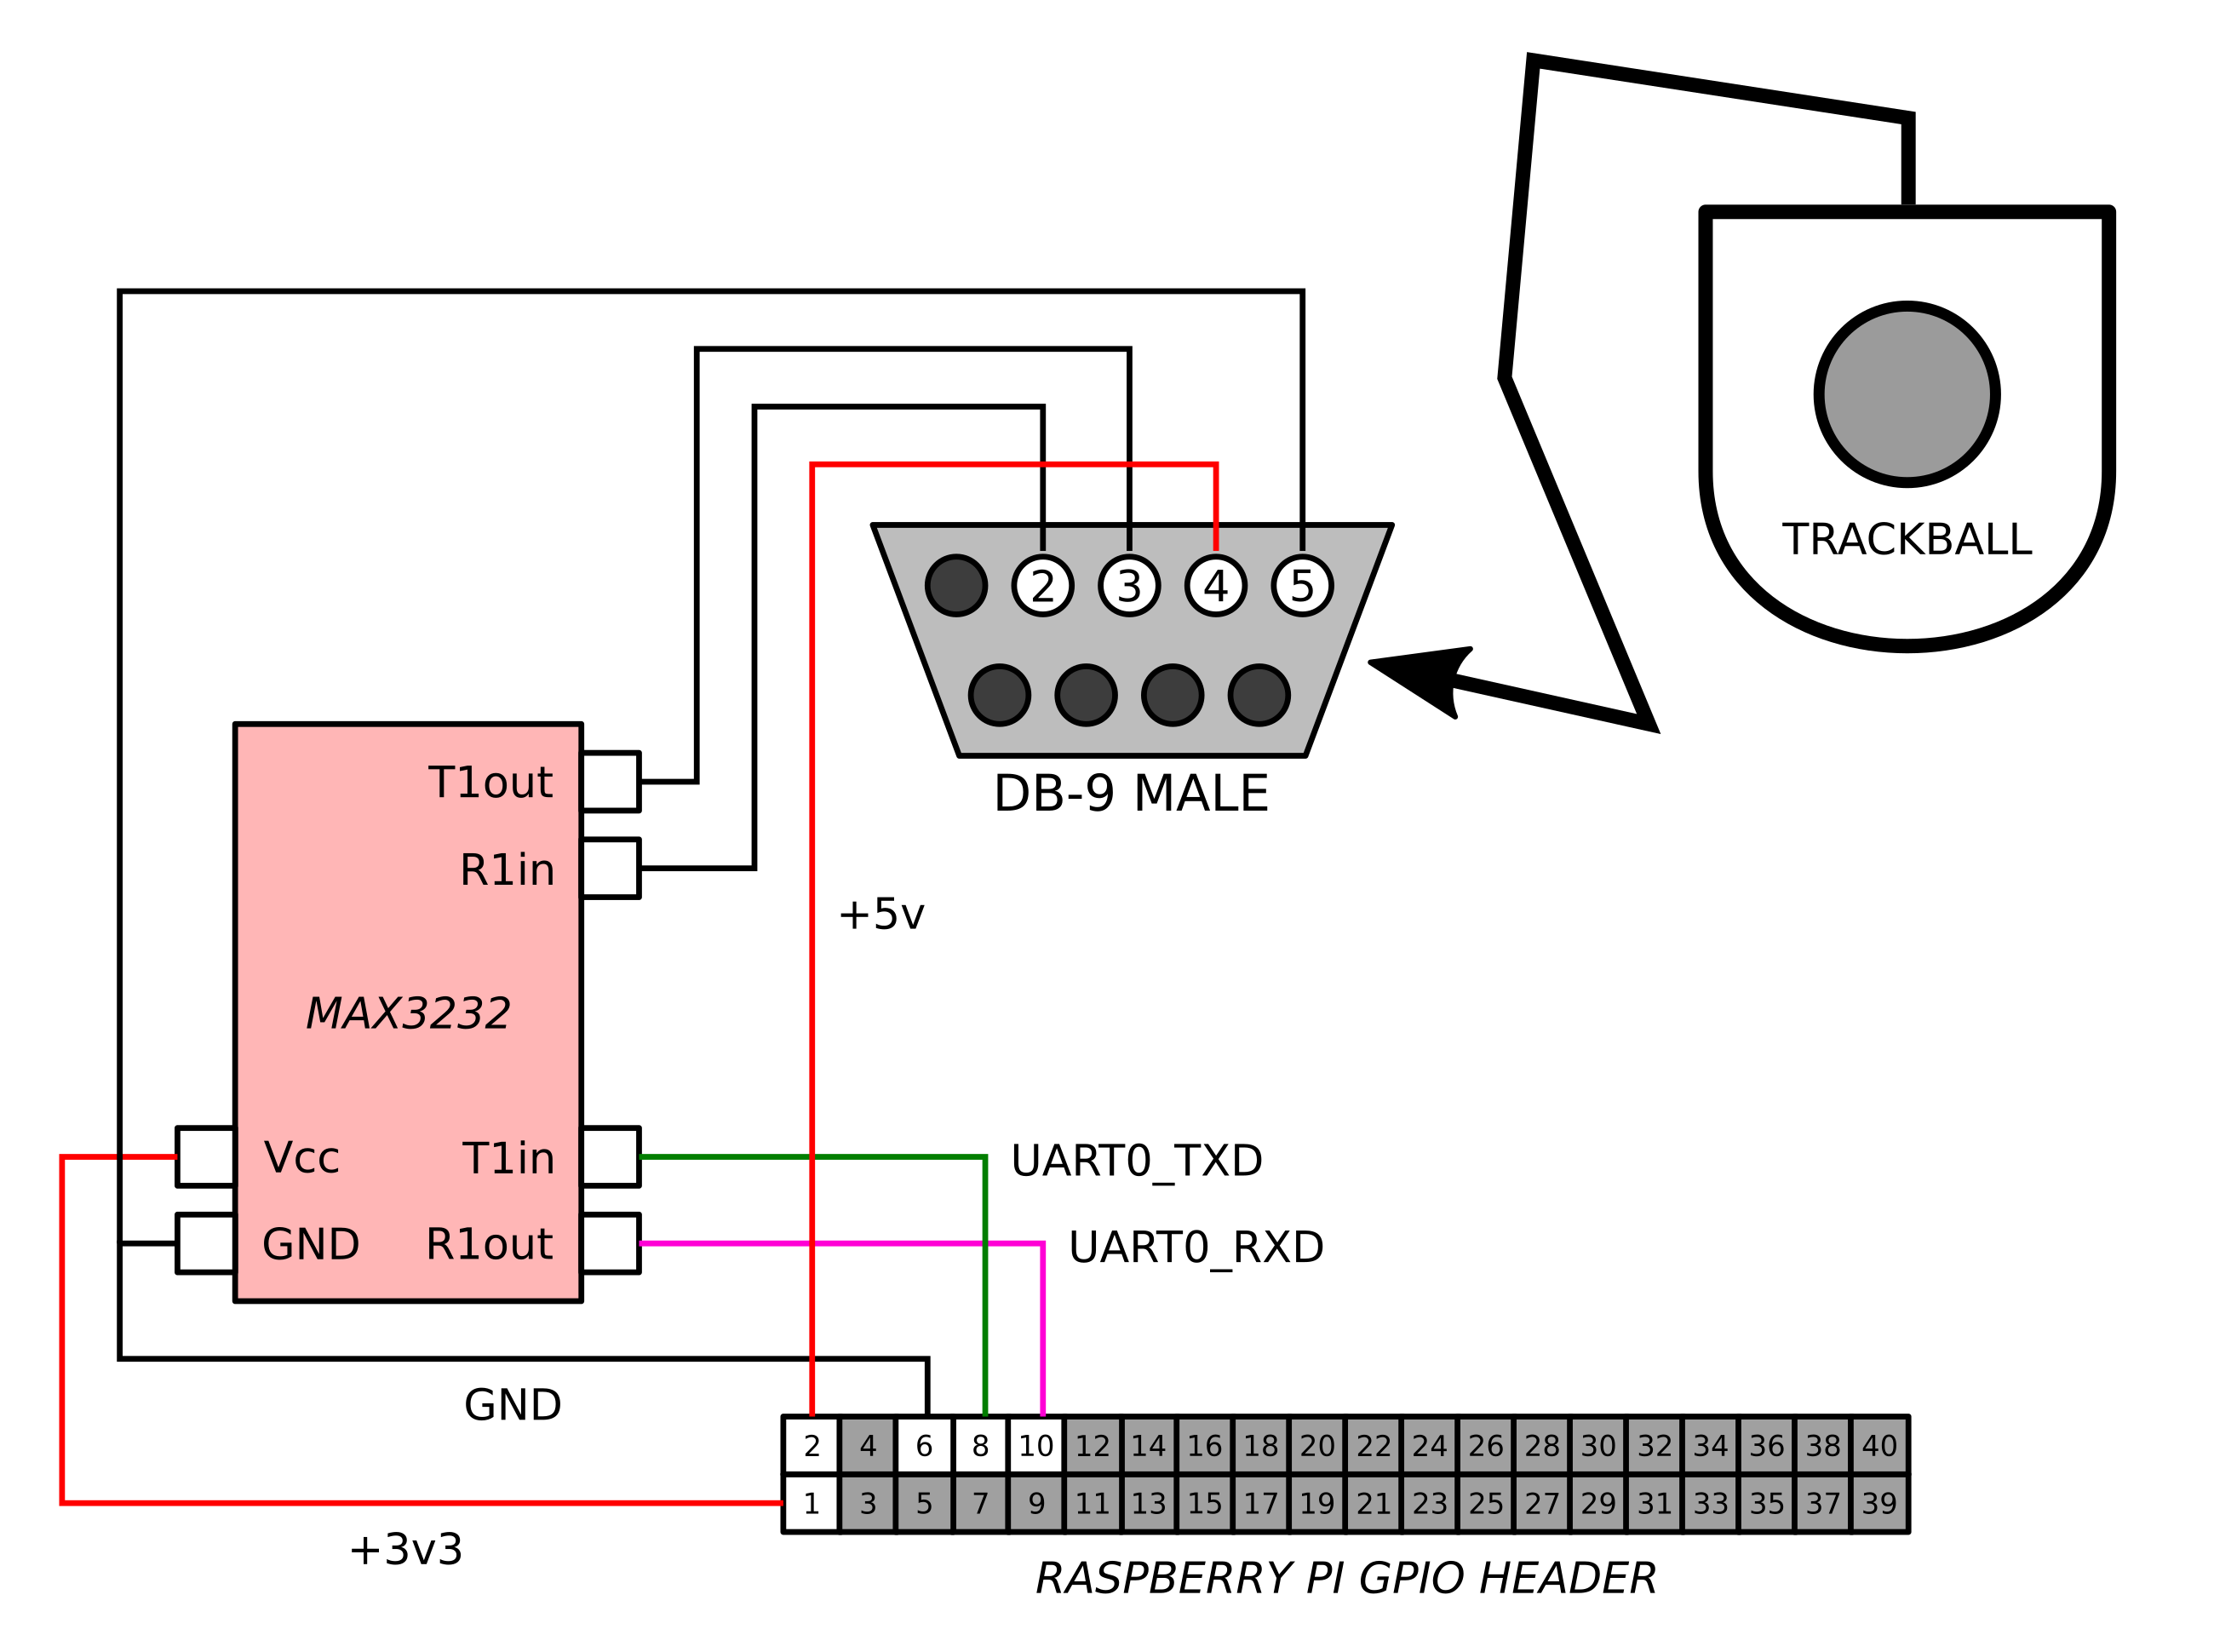 TRACKBALL
2 3 4 5
DB-9 MALE
T1out
R1in
+5v
MAX3232
Vcc T1in
UART0_TXD
GND R1out
UART0_RXD
GND
2 4 6 8 10 12 14 16 18 20 22 24 26 28 30 32 34 36 38 40
1 3 5 7 9 11 13 15 17 19 21 23 25 27 29 31 33 35 37 39
+3v3
RASPBERRY PI GPIO HEADER